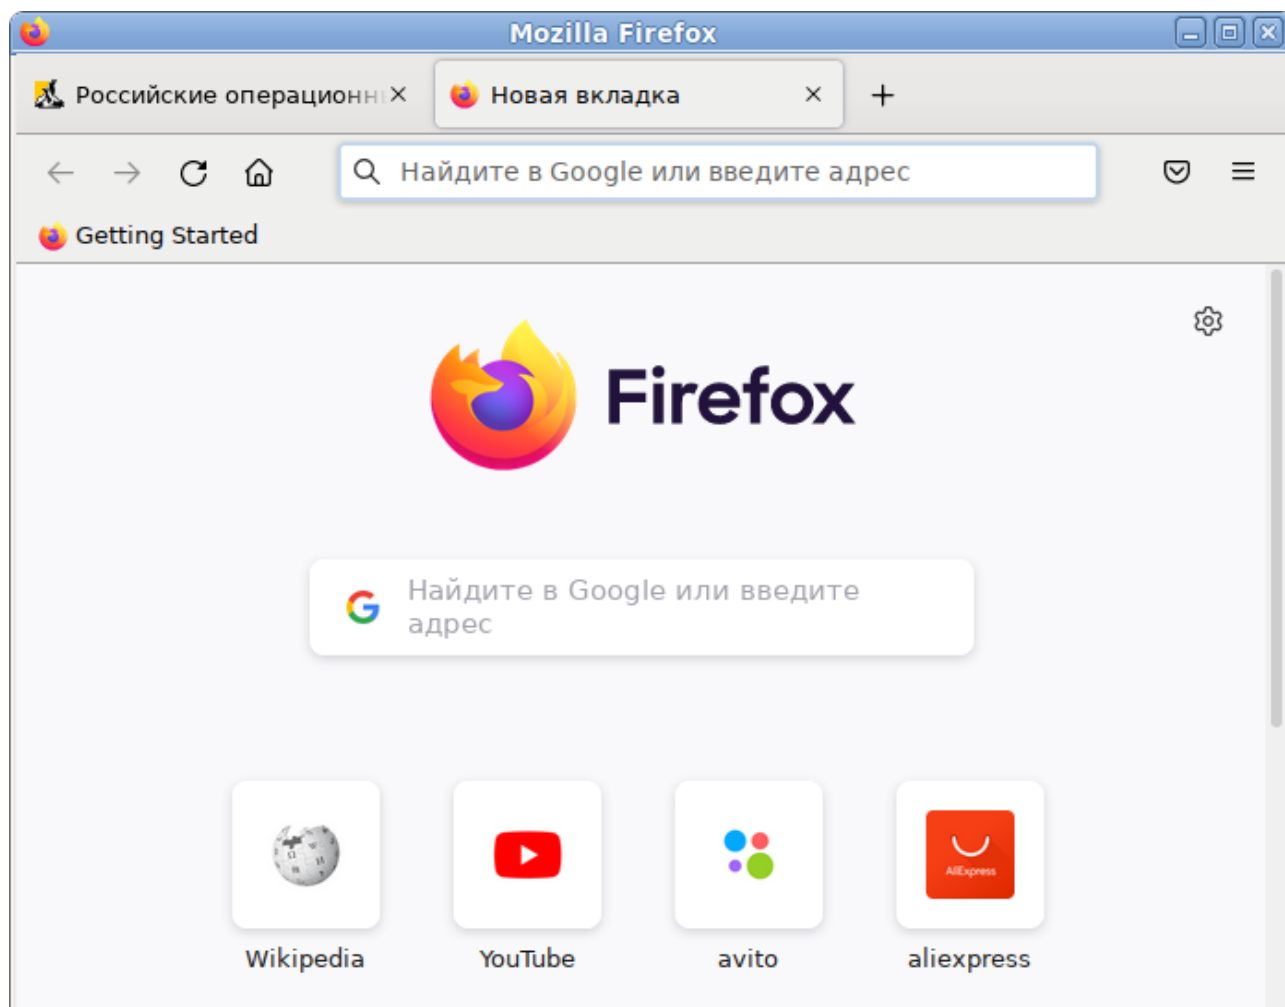 Mozilla Firefox
Российские операционн
Новая вкладка
Найдите в Google или введите адрес
Getting Started
Firefox
Найдите в Google или введите
адрес
AliExpress
Wikipedia
YouTube
avito
aliexpress